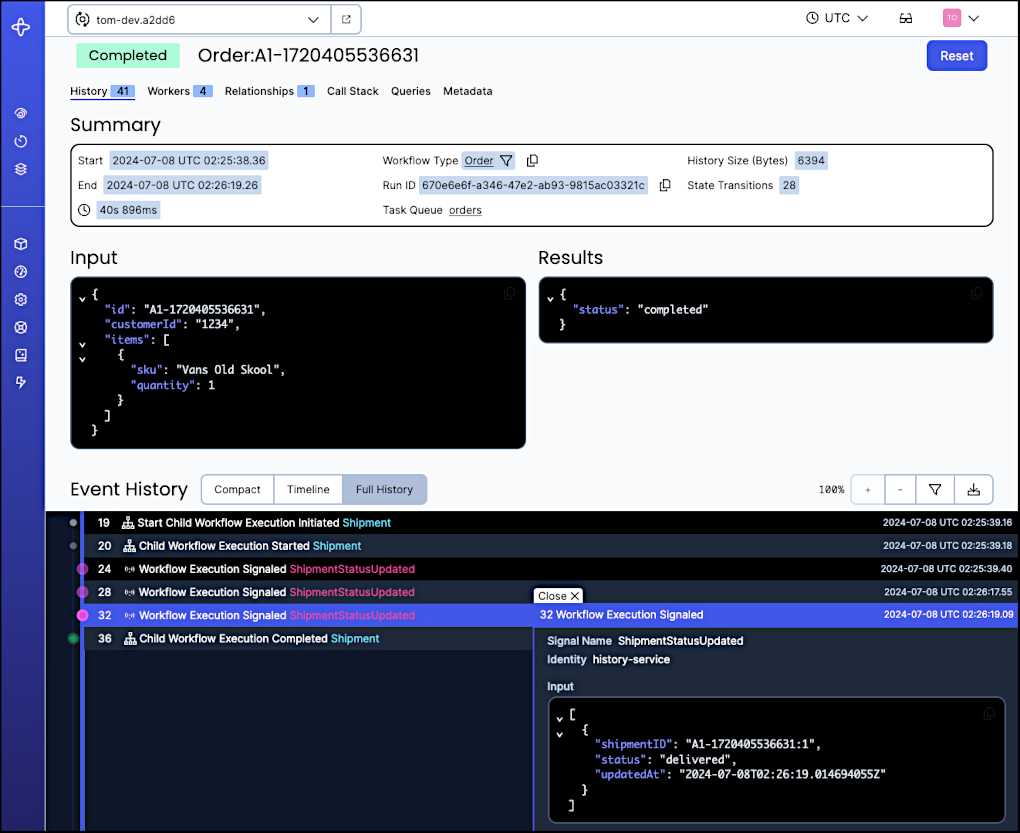 tom-dev.a2dd6 UTC TO
Completed Order:A1-1720405536631 Reset
History 41 Workers 4 Relationships 1 Call Stack Queries Metadata
Summary
Start 2024-07-08 UTC 02:25:38.36 Workflow Type Order History Size (Bytes) 6394
End 2024-07-08 UTC 02:26:19.26 Run ID 670e6e6f-a346-47e2-ab93-9815ac03321c State Transitions 28
40s 896ms Task Queue orders
Input
{
"id": "A1-1720405536631",
"customerId": "1234",
"items": [
{
"sku": "Vans Old Skool",
"quantity": 1
}
]
}
Results
{
"status": "completed"
}
Event History Compact Timeline Full History 100% + -
19 Start Child Workflow Execution Initiated Shipment 2024-07-08 UTC 02:25:39.16
20 Child Workflow Execution Started Shipment 2024-07-08 UTC 02:25:39.18
24 Workflow Execution Signaled ShipmentStatusUpdated 2024-07-08 UTC 02:25:39.40
28 Workflow Execution Signaled ShipmentStatusUpdated 2024-07-08 UTC 02:26:17.55
Close X
32 Workflow Execution Signaled ShipmentStatusUpdated 32 Workflow Execution Signaled 2024-07-08 UTC 02:26:19.09
36 Child Workflow Execution Completed Shipment
Signal Name ShipmentStatusUpdated
Identity history-service
Input
[
{
"shipmentID": "A1-1720405536631:1",
"status": "delivered",
"updatedAt": "2024-07-08T02:26:19.014694055Z"
}
]